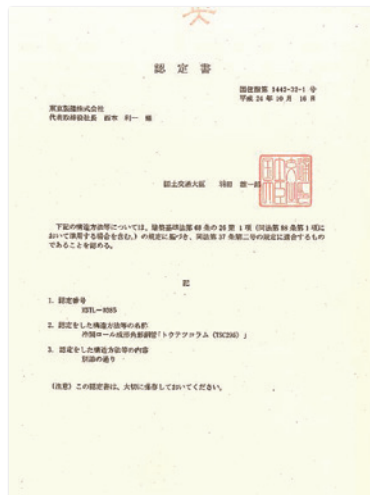 認定書
国住指第 1442-32-1 号
平成 24 年 10 月 16 日
東京製鐵株式会社
代表取締役社長 西本 利一 様
国土交通大臣 羽田 雄一郎
下記の構造方法等については、建築基準法第 68 条の 26 第 1 項（同法第 88 条第 1 項に
おいて準用する場合を含む。）の規定に基づき、同法第 37 条第二号の規定に適合するもの
であることを認める。
記
1. 認定番号
MSTL-0385
2. 認定をした構造方法等の名称
冷間ロール成形角形鋼管「トウテツコラム（TSC295）」
3. 認定をした構造方法等の内容
別添の通り
（注意）この認定書は、大切に保存しておいてください。